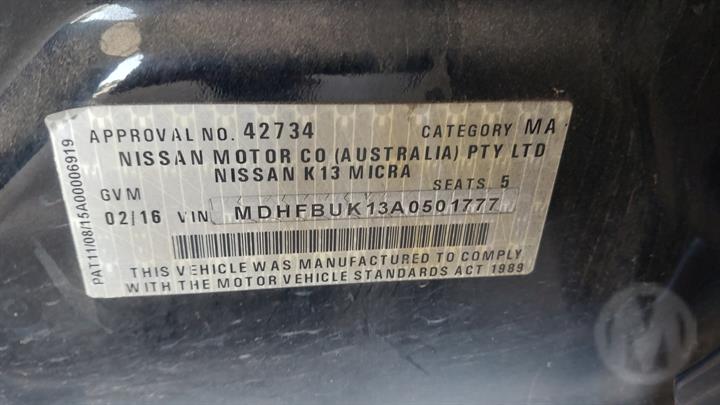 APPROVAL NO. 42734 CATEGORY MA
NISSAN MOTOR CO (AUSTRALIA) PTY LTD
NISSAN K13 MICRA
GVM SEATS 5
02/16 VIN MDHFBUK13A0501777
THIS VEHICLE WAS MANUFACTURED TO COMPLY
WITH THE MOTOR VEHICLE STANDARDS ACT 1989
PAT11/08/15A00006919
M